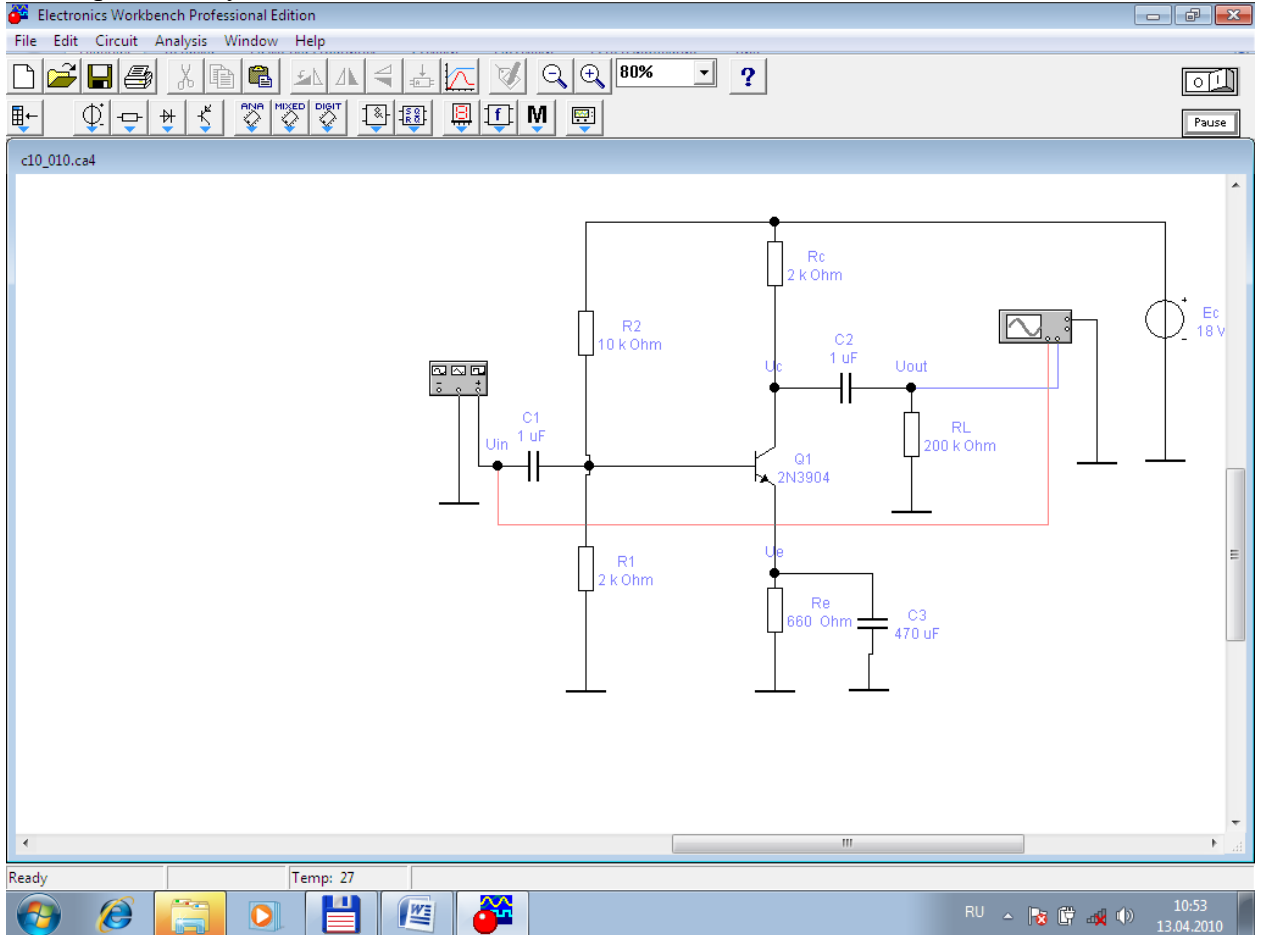 Electronics Workbench Professional Edition
File Edit Circuit Analysis Window Help
80%
?
ANA MIXED DIGIT
M
Pause
c10_010.ca4
Rc
2 k Ohm
R2
10 k Ohm
Ec
18 V
C2
1 uF
Uc
Uout
C1
1 uF
Uin
RL
200 k Ohm
Q1
2N3904
Ue
R1
2 k Ohm
Re
660 Ohm
C3
470 uF
Ready
Temp: 27
RU
10:53
13.04.2010